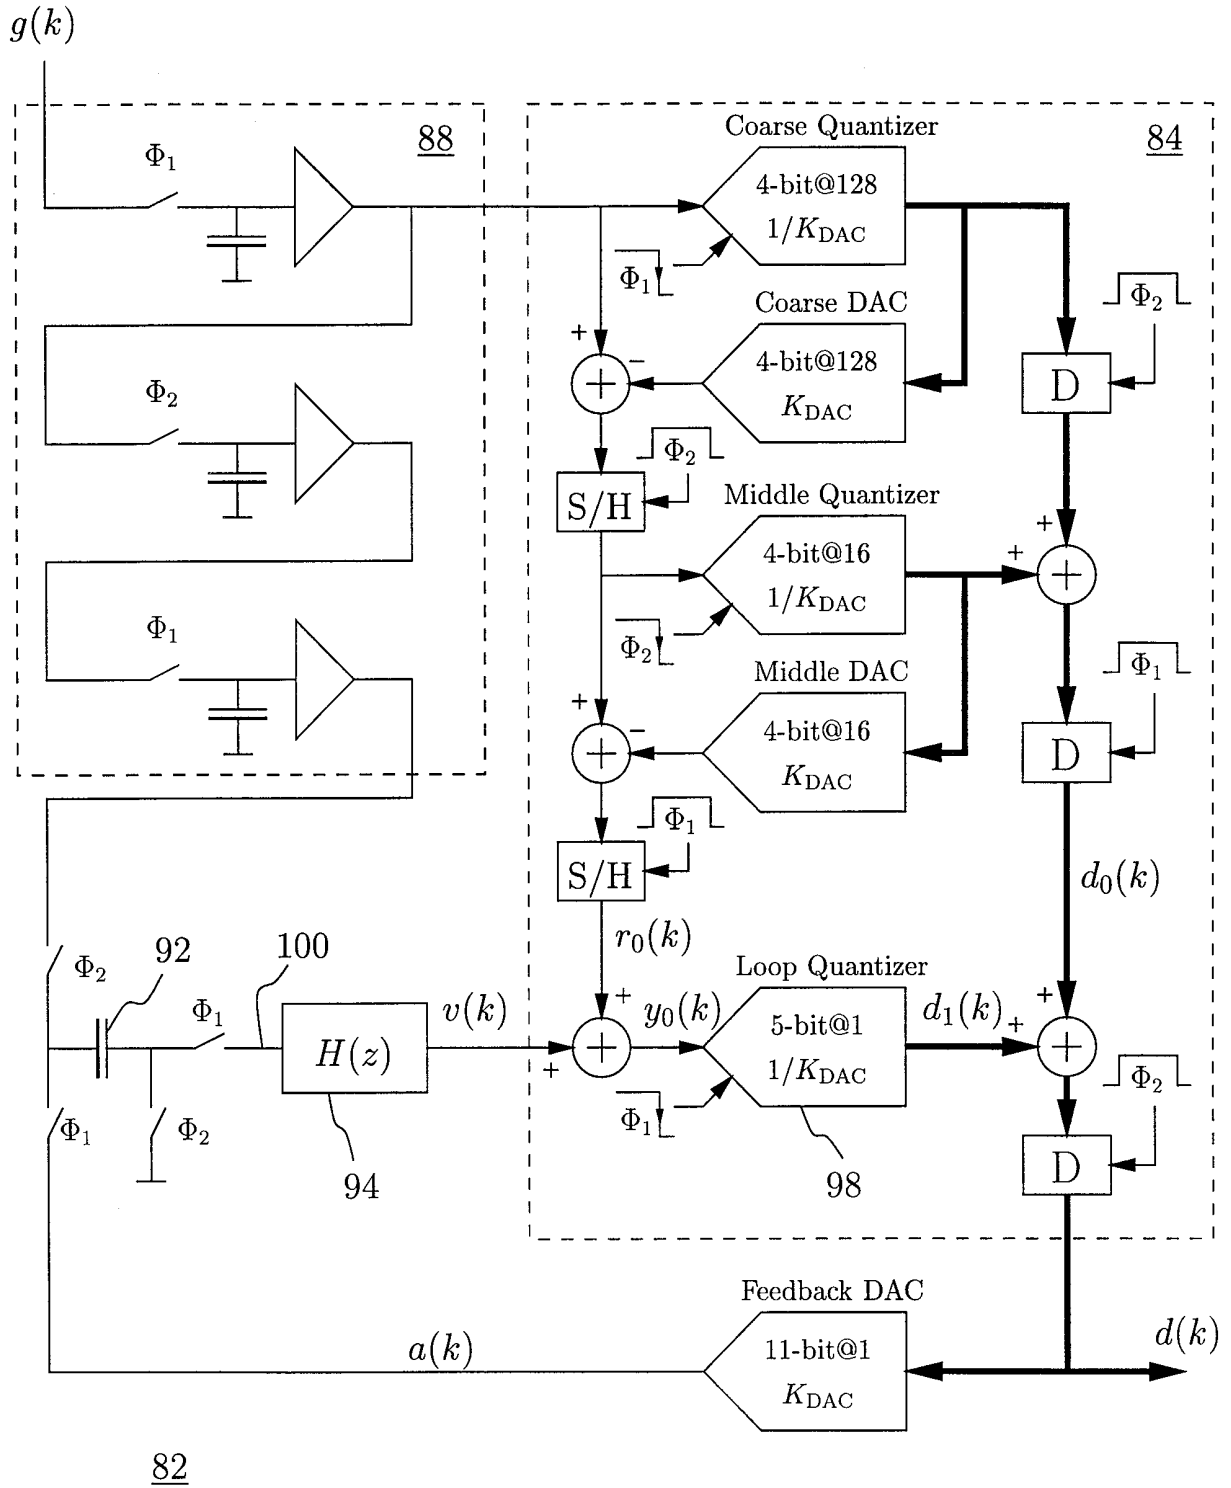 g(k)
88
84
Coarse Quantizer
Φ1
4-bit@128
1/KDAC
Φ1
Coarse DAC
Φ2
+
−
+
4-bit@128
KDAC
D
Φ2
Φ2
S/H
Middle Quantizer
+
+
+
4-bit@16
1/KDAC
Φ2
Φ1
Middle DAC
Φ1
+
−
+
4-bit@16
KDAC
D
Φ1
S/H
d0(k)
r0(k)
Φ2
92
100
Loop Quantizer
Φ1
v(k)
+
+
+
y0(k)
5-bit@1
1/KDAC
d1(k)
+
+
+
H(z)
Φ1
Φ2
Φ1
Φ2
94
98
D
Feedback DAC
a(k)
11-bit@1
KDAC
d(k)
82